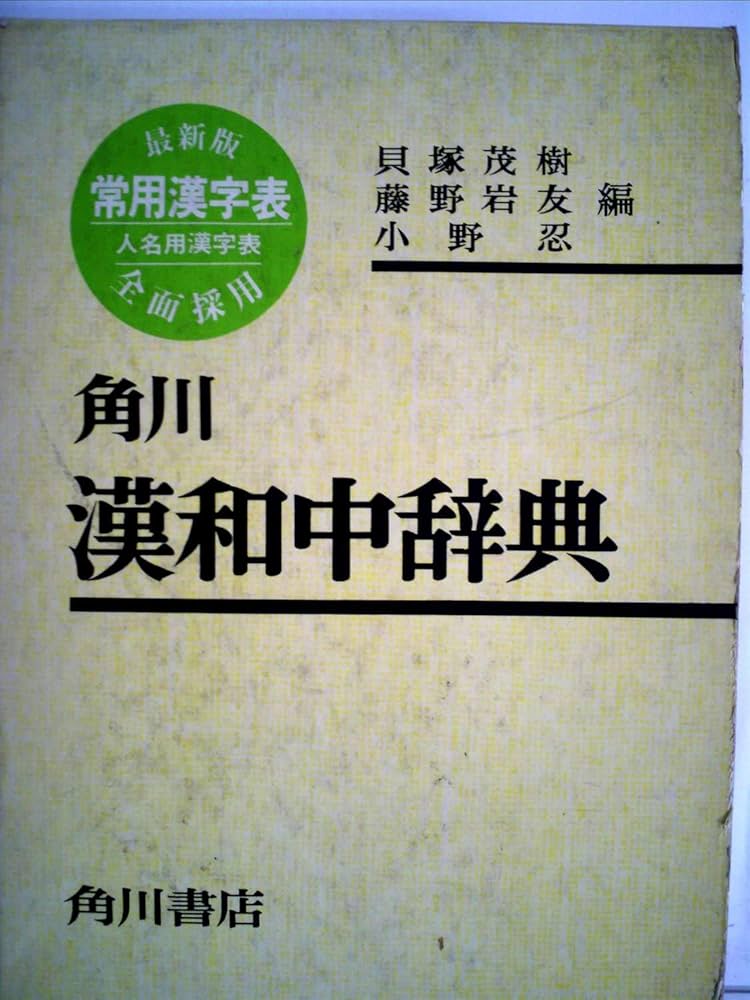 最新版
常用漢字表
人名用漢字表
全面採用
貝塚茂樹
藤野岩友 編
小野忍
角川
漢和中辞典
角川書店